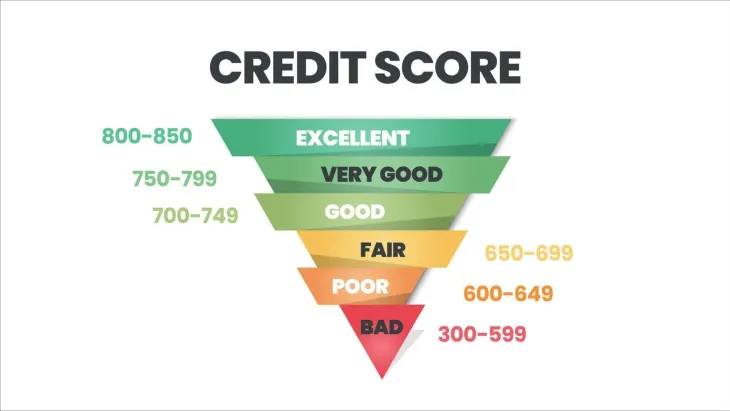 CREDIT SCORE
800-850 EXCELLENT
750-799 VERY GOOD
700-749 GOOD
FAIR 650-699
POOR 600-649
BAD 300-599